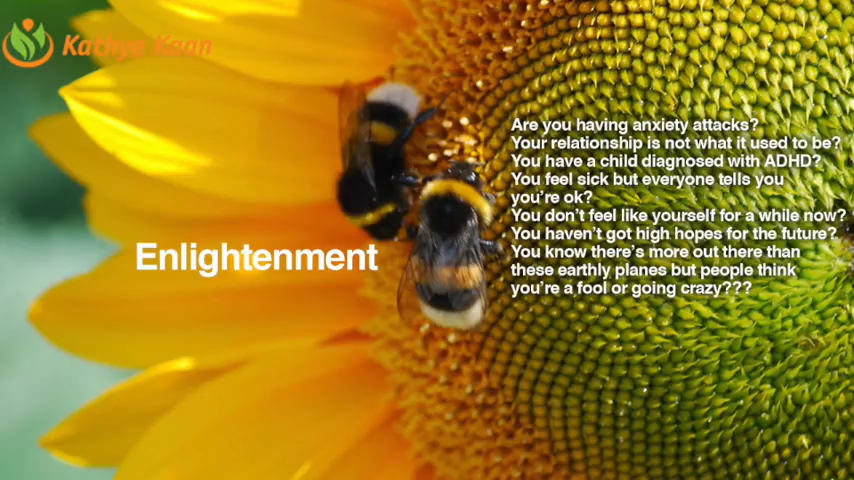 Kathye Kaan
Are you having anxiety attacks?
Your relationship is not what it used to be?
You have a child diagnosed with ADHD?
You feel sick but everyone tells you
you're ok?
You don't feel like yourself for a while now?
You haven't got high hopes for the future?
You know there's more out there than
these earthly planes but people think
you're a fool or going crazy???
Enlightenment